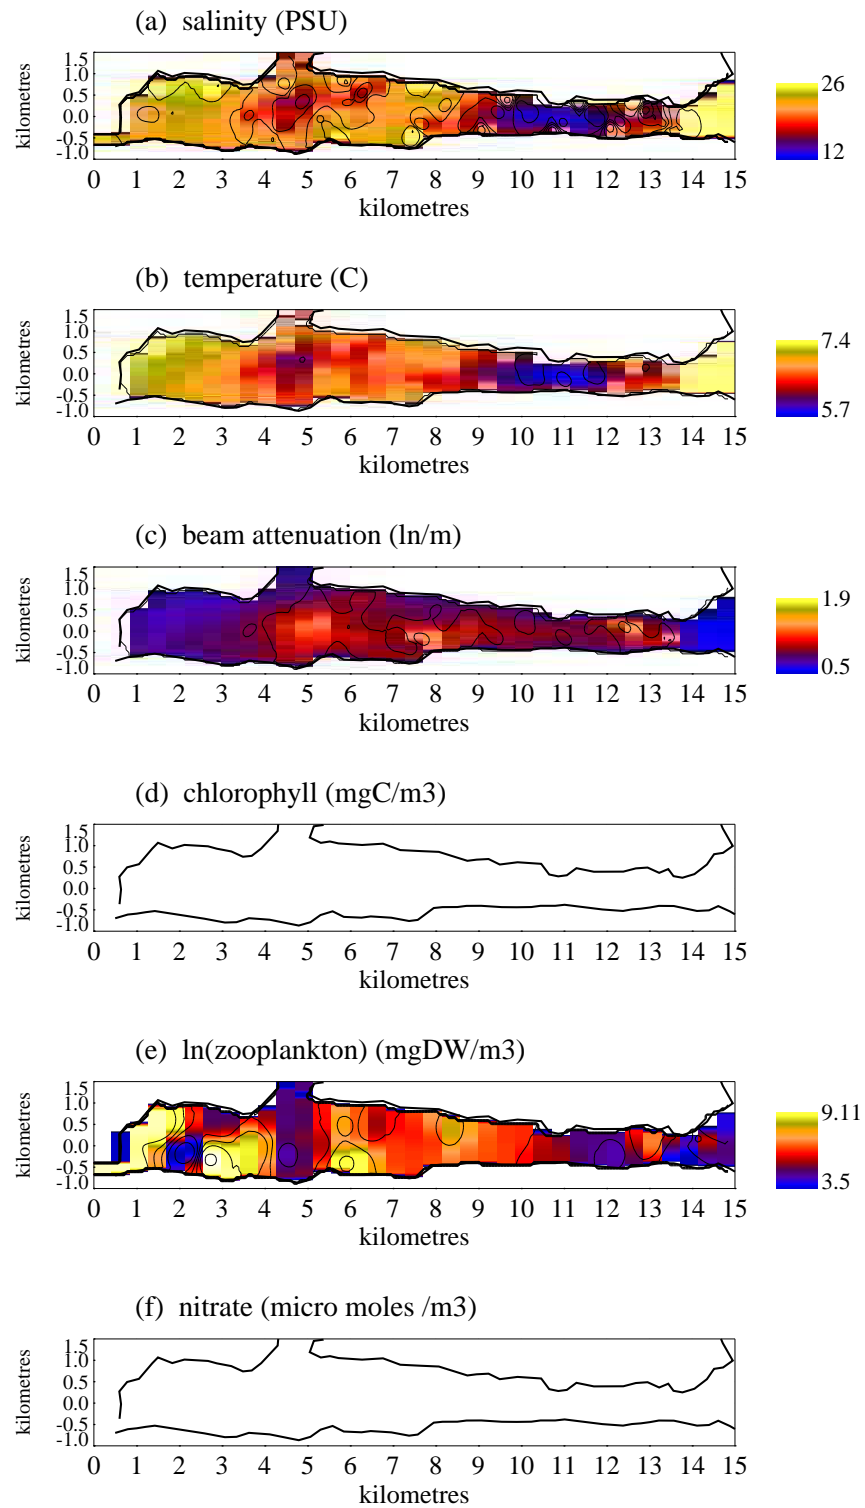 (a) salinity (PSU)
kilometres
1.5
1.0
0.5
0.0
-0.5
-1.0
26
12
0 1 2 3 4 5 6 7 8 9 10 11 12 13 14 15
kilometres
(b) temperature (C)
kilometres
1.5
1.0
0.5
0.0
-0.5
-1.0
7.4
5.7
0 1 2 3 4 5 6 7 8 9 10 11 12 13 14 15
kilometres
(c) beam attenuation (ln/m)
kilometres
1.5
1.0
0.5
0.0
-0.5
-1.0
1.9
0.5
0 1 2 3 4 5 6 7 8 9 10 11 12 13 14 15
kilometres
(d) chlorophyll (mgC/m3)
kilometres
1.5
1.0
0.5
0.0
-0.5
-1.0
0 1 2 3 4 5 6 7 8 9 10 11 12 13 14 15
kilometres
(e) ln(zooplankton) (mgDW/m3)
kilometres
1.5
1.0
0.5
0.0
-0.5
-1.0
9.11
3.5
0 1 2 3 4 5 6 7 8 9 10 11 12 13 14 15
kilometres
(f) nitrate (micro moles /m3)
kilometres
1.5
1.0
0.5
0.0
-0.5
-1.0
0 1 2 3 4 5 6 7 8 9 10 11 12 13 14 15
kilometres